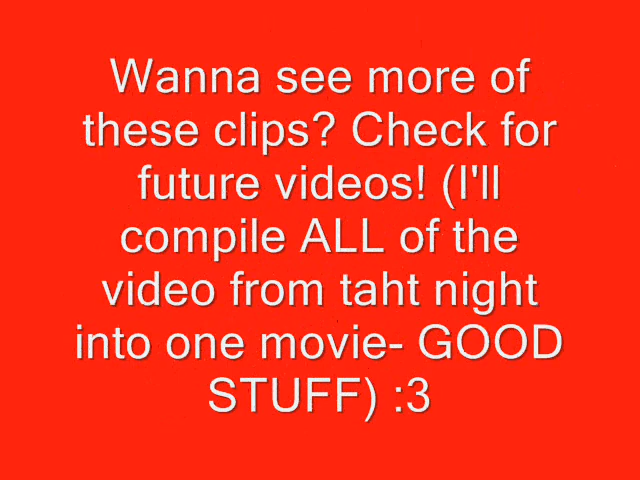 Wanna see more of
these clips? Check for
future videos! (I'll
compile ALL of the
video from taht night
into one movie- GOOD
STUFF) :3